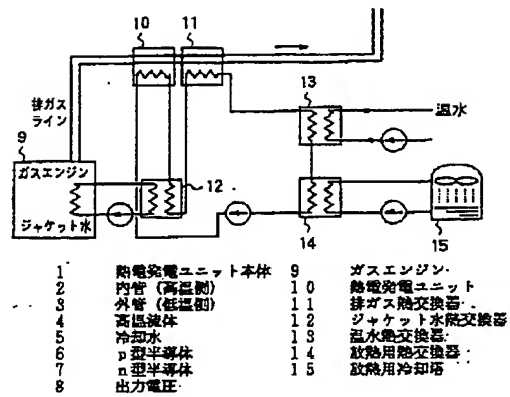 10
11
排ガス
ライン
9
ガスエンジン
ジャケット水
12
13
温水
14
15
1 熱電発電ユニット本体 9 ガスエンジン
2 内管 (高温側) 10 熱電発電ユニット
3 外管 (低温側) 11 排ガス熱交換器
4 高温流体 12 ジャケット水熱交換器
5 冷却水 13 温水熱交換器
6 p型半導体 14 放熱用熱交換器
7 n型半導体 15 放熱用冷却塔
8 出力電圧